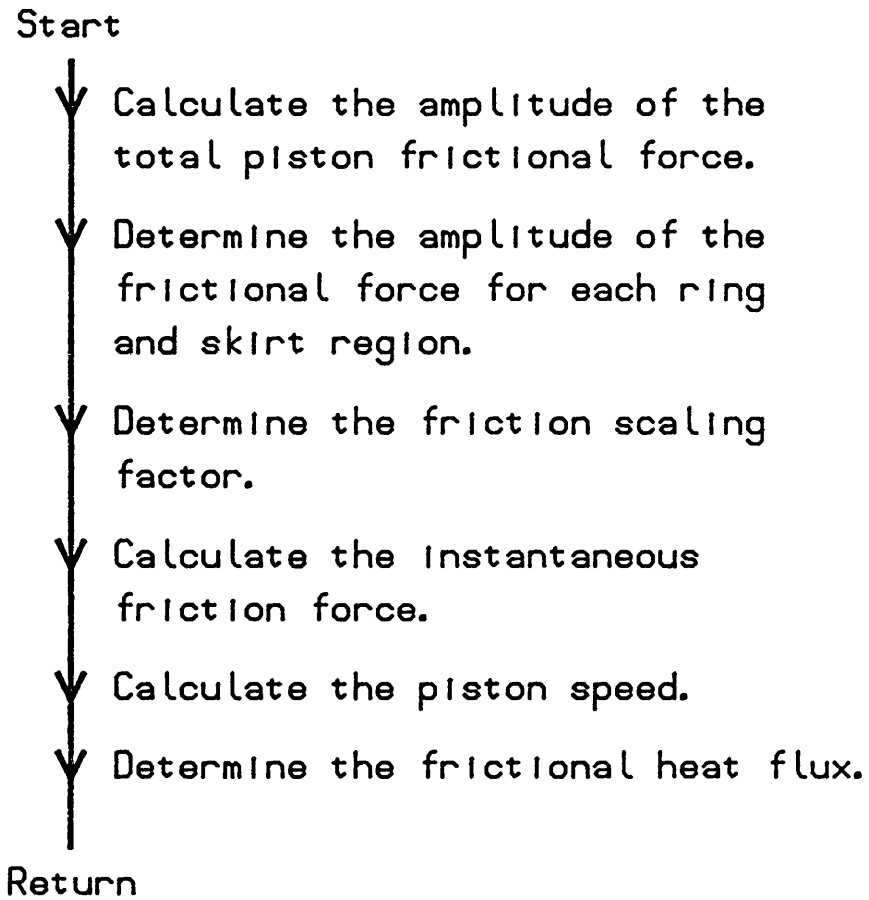 Start
Calculate the amplitude of the
total piston frictional force.
Determine the amplitude of the
frictional force for each ring
and skirt region.
Determine the friction scaling
factor.
Calculate the instantaneous
friction force.
Calculate the piston speed.
Determine the frictional heat flux.
Return